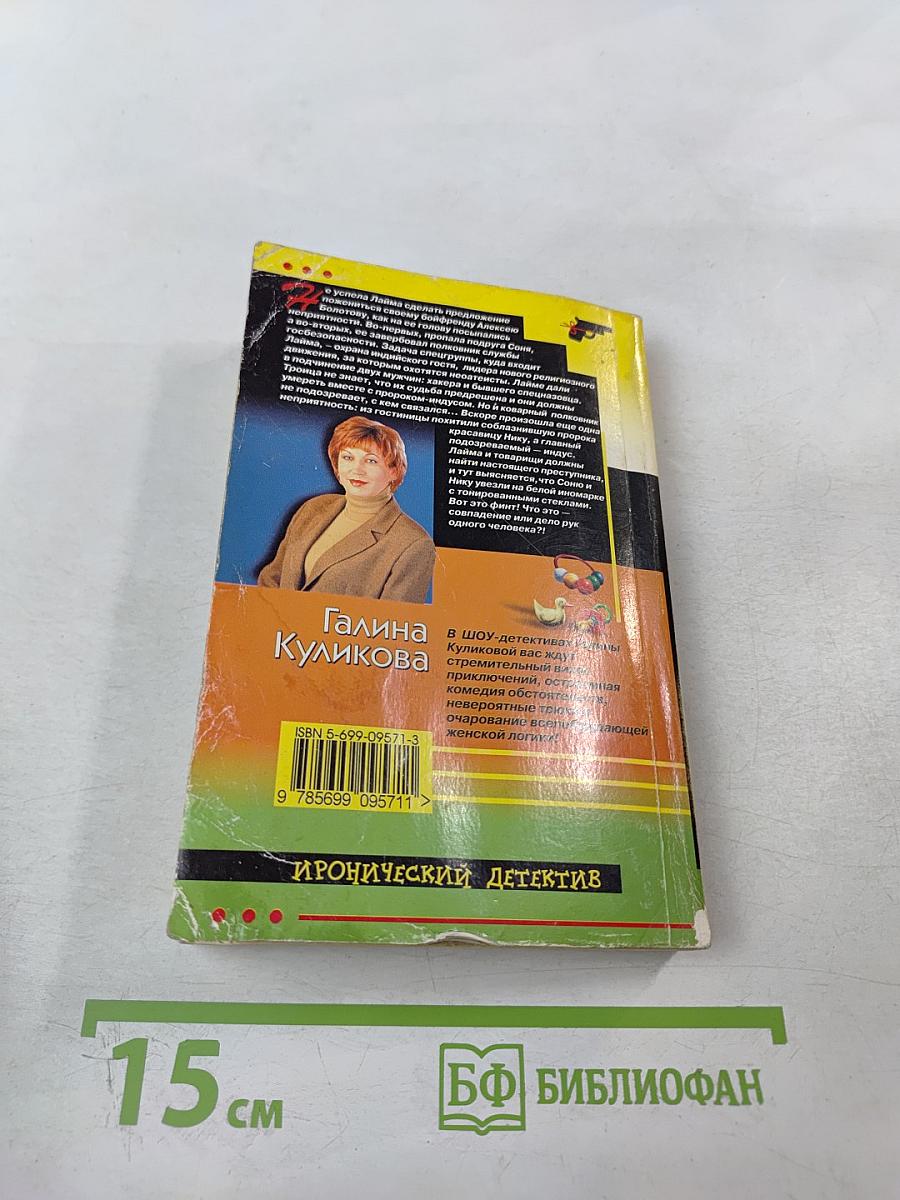 Не успела Лайма сделать предложение
пожениться своему бойфренду Алексею
Болотову, как на ее голову посыпались
неприятности. Во-первых, пропала подруга Соня,
а во-вторых, ее завербовал полковник службы
госбезопасности. Задача спецгруппы, куда входит
Лайма, – охрана индийского гостя, лидера нового религиозного
движения, за которым охотятся неоатеисты. Лайме дали
в подчинение двух мужчин: хакера и бывшего спецназовца.
Троица не знает, что их судьба предрешена и они должны
умереть вместе с пророком-индусом. Но и коварный полковник
не подозревает, с кем связался... Вскоре произошла еще одна
неприятность: из гостиницы похитили соблазнившую пророка
красавицу Нику, а главный
подозреваемый — индус.
Лайма и товарищи должны
найти настоящего преступника,
и тут выясняется, что Соню и
Нику увезли на белой иномарке
с тонированными стеклами.
Вот это финт! Что это —
совпадение или дело рук
одного человека?!
Галина
Куликова
В ШОУ-детективах Галины
Куликовой вас ждут
стремительный
приключений, остроумная
комедия обстоятельств,
невероятные трюки и
очарование всепобеждающей
женской логики!
ISBN 5-699-09571-3
9 785699 095711 >
ИРОНИЧЕСКИЙ ДЕТЕКТИВ
15 см
БФ БИБЛИОФАН